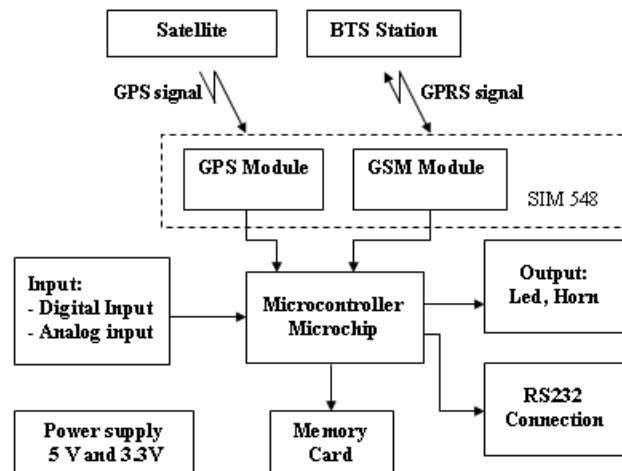 Satellite
BTS Station
GPS signal
GPRS signal
GPS Module
GSM Module
SIM 548
Input:
- Digital Input
- Analog input
Microcontroller
Microchip
Output:
Led, Horn
RS232
Connection
Power supply
5 V and 3.3V
Memory
Card